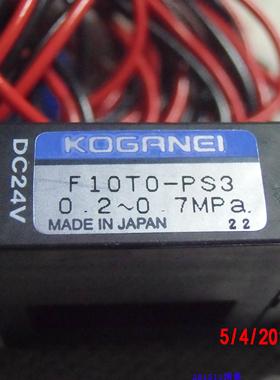 KOGANEI
F10T0-PS3
0.2~0.7MPa
MADE IN JAPAN 22
DC24V
5/4/20